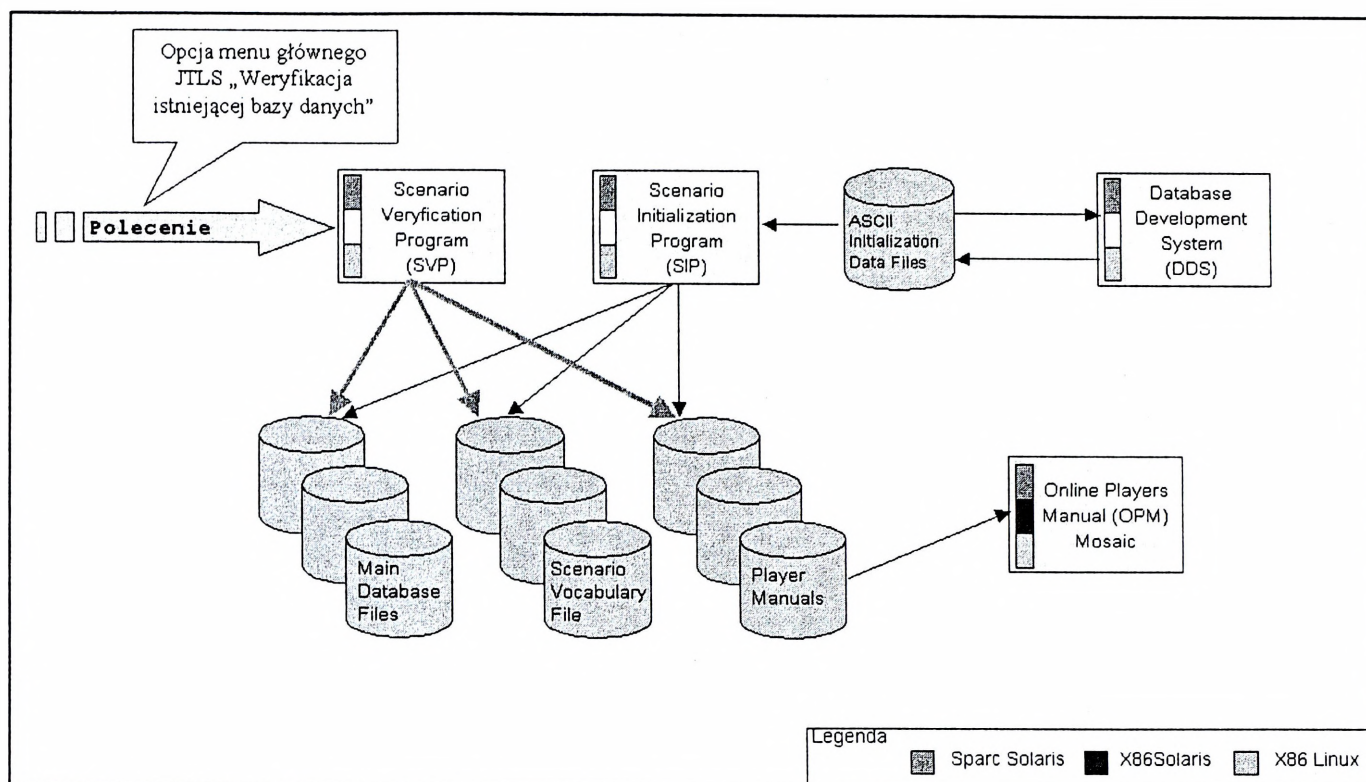 Opcja menu głównego
JTLS „Weryfikacja
istniejącej bazy danych”
Polecenie
Scenario
Veryfication
Program
(SVP)
Scenario
Initialization
Program
(SIP)
ASCII
Initialization
Data Files
Database
Development
System
(DDS)
Main
Database
Files
Scenario
Vocabulary
File
Player
Manuals
Online Players
Manual (OPM)
Mosaic
Legenda
Sparc Solaris
X86Solaris
X86 Linux